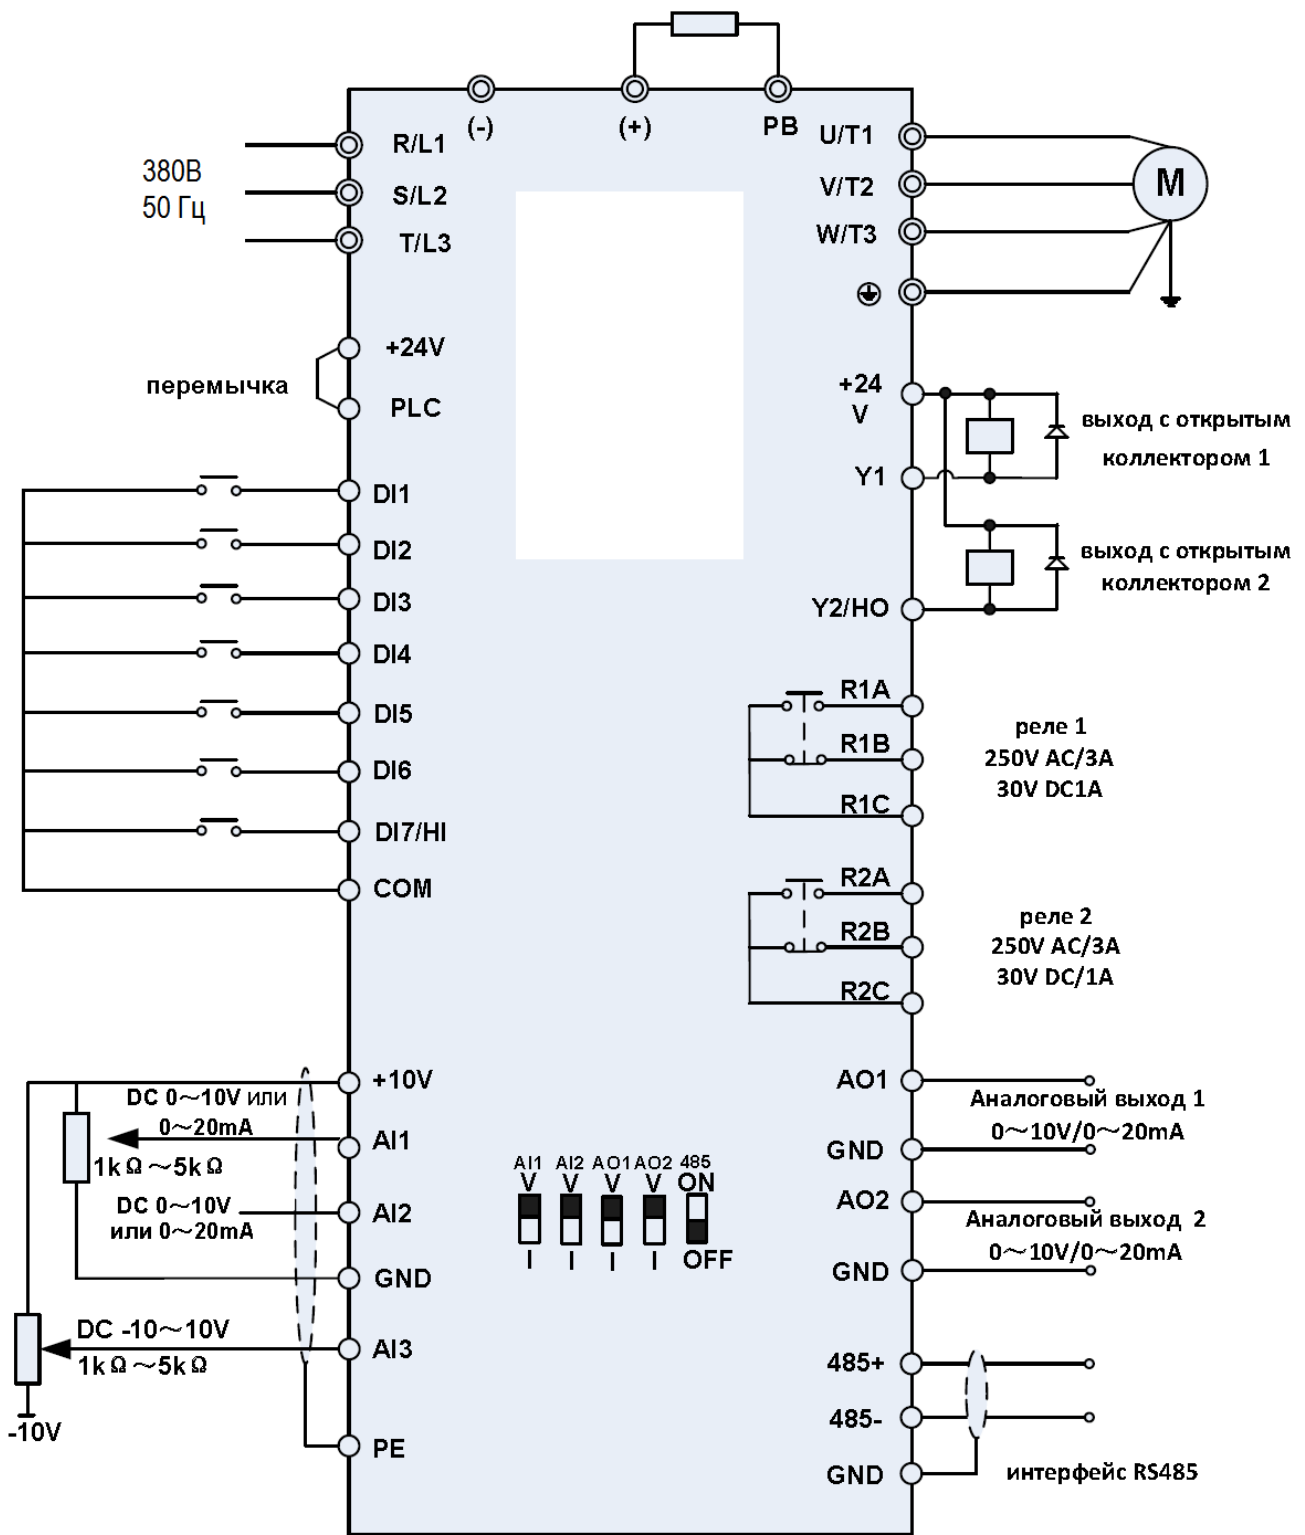 (-)
(+)
PB
380В
50 Гц
R/L1
S/L2
T/L3
U/T1
V/T2
W/T3
M
перемычка
+24V
PLC
+24
V
Y1
выход с открытым
коллектором 1
Y2/HO
выход с открытым
коллектором 2
DI1
DI2
DI3
DI4
DI5
DI6
DI7/HI
COM
R1A
R1B
R1C
реле 1
250V AC/3A
30V DC1A
R2A
R2B
R2C
реле 2
250V AC/3A
30V DC/1A
+10V
DC 0~10V или
0~20mA
AI1
1kΩ~5kΩ
DC 0~10V
или 0~20mA
AI2
GND
DC -10~10V
1kΩ~5kΩ
AI3
-10V
PE
AI1 AI2 AO1 AO2 485
V V V V ON
I I I I OFF
AO1
Аналоговый выход 1
0~10V/0~20mA
GND
AO2
Аналоговый выход 2
0~10V/0~20mA
GND
485+
485-
GND
интерфейс RS485